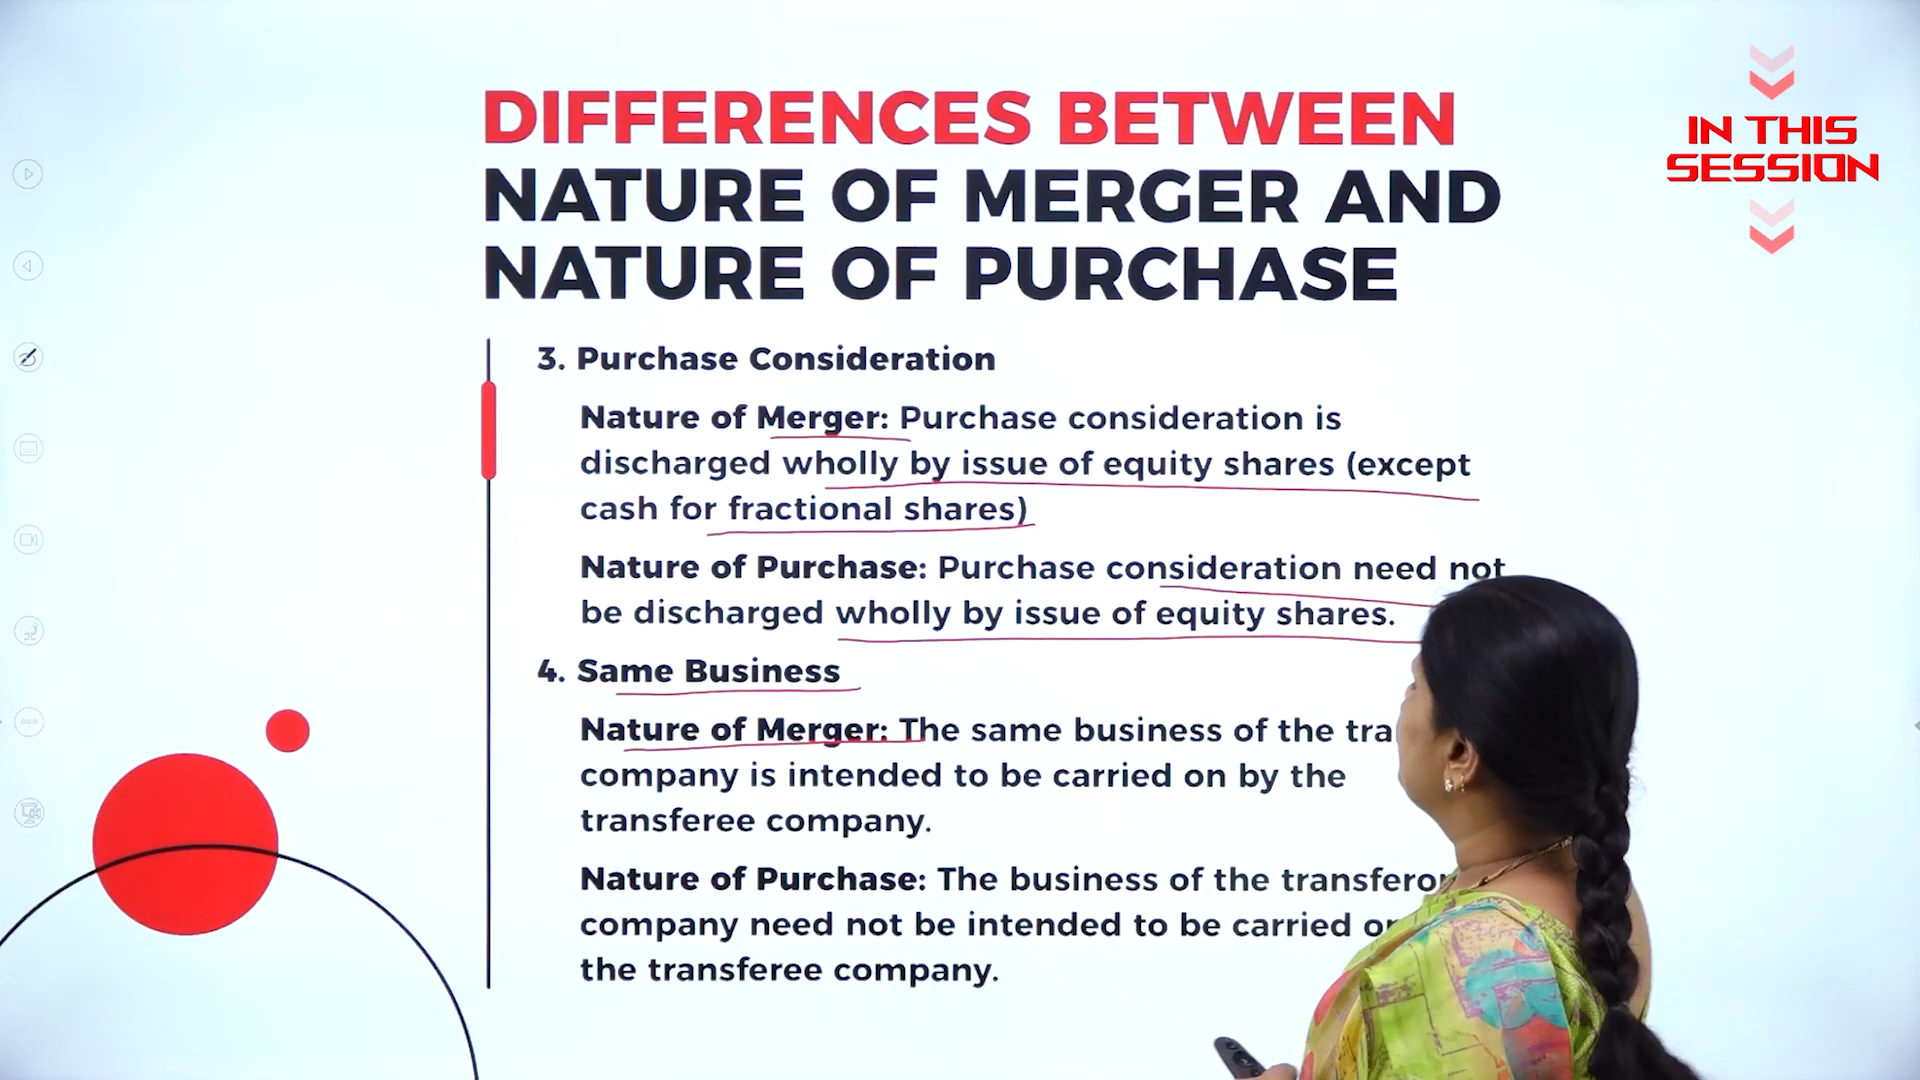 DIFFERENCES BETWEEN
NATURE OF MERGER AND
NATURE OF PURCHASE
IN THIS
SESSION
3. Purchase Consideration
Nature of Merger: Purchase consideration is
discharged wholly by issue of equity shares (except
cash for fractional shares)
Nature of Purchase: Purchase consideration need not
be discharged wholly by issue of equity shares.
4. Same Business
Nature of Merger: The same business of the
company is intended to be carried on by the
transferee company.
Nature of Purchase: The business of the
company need not be intended to be carried
the transferee company.